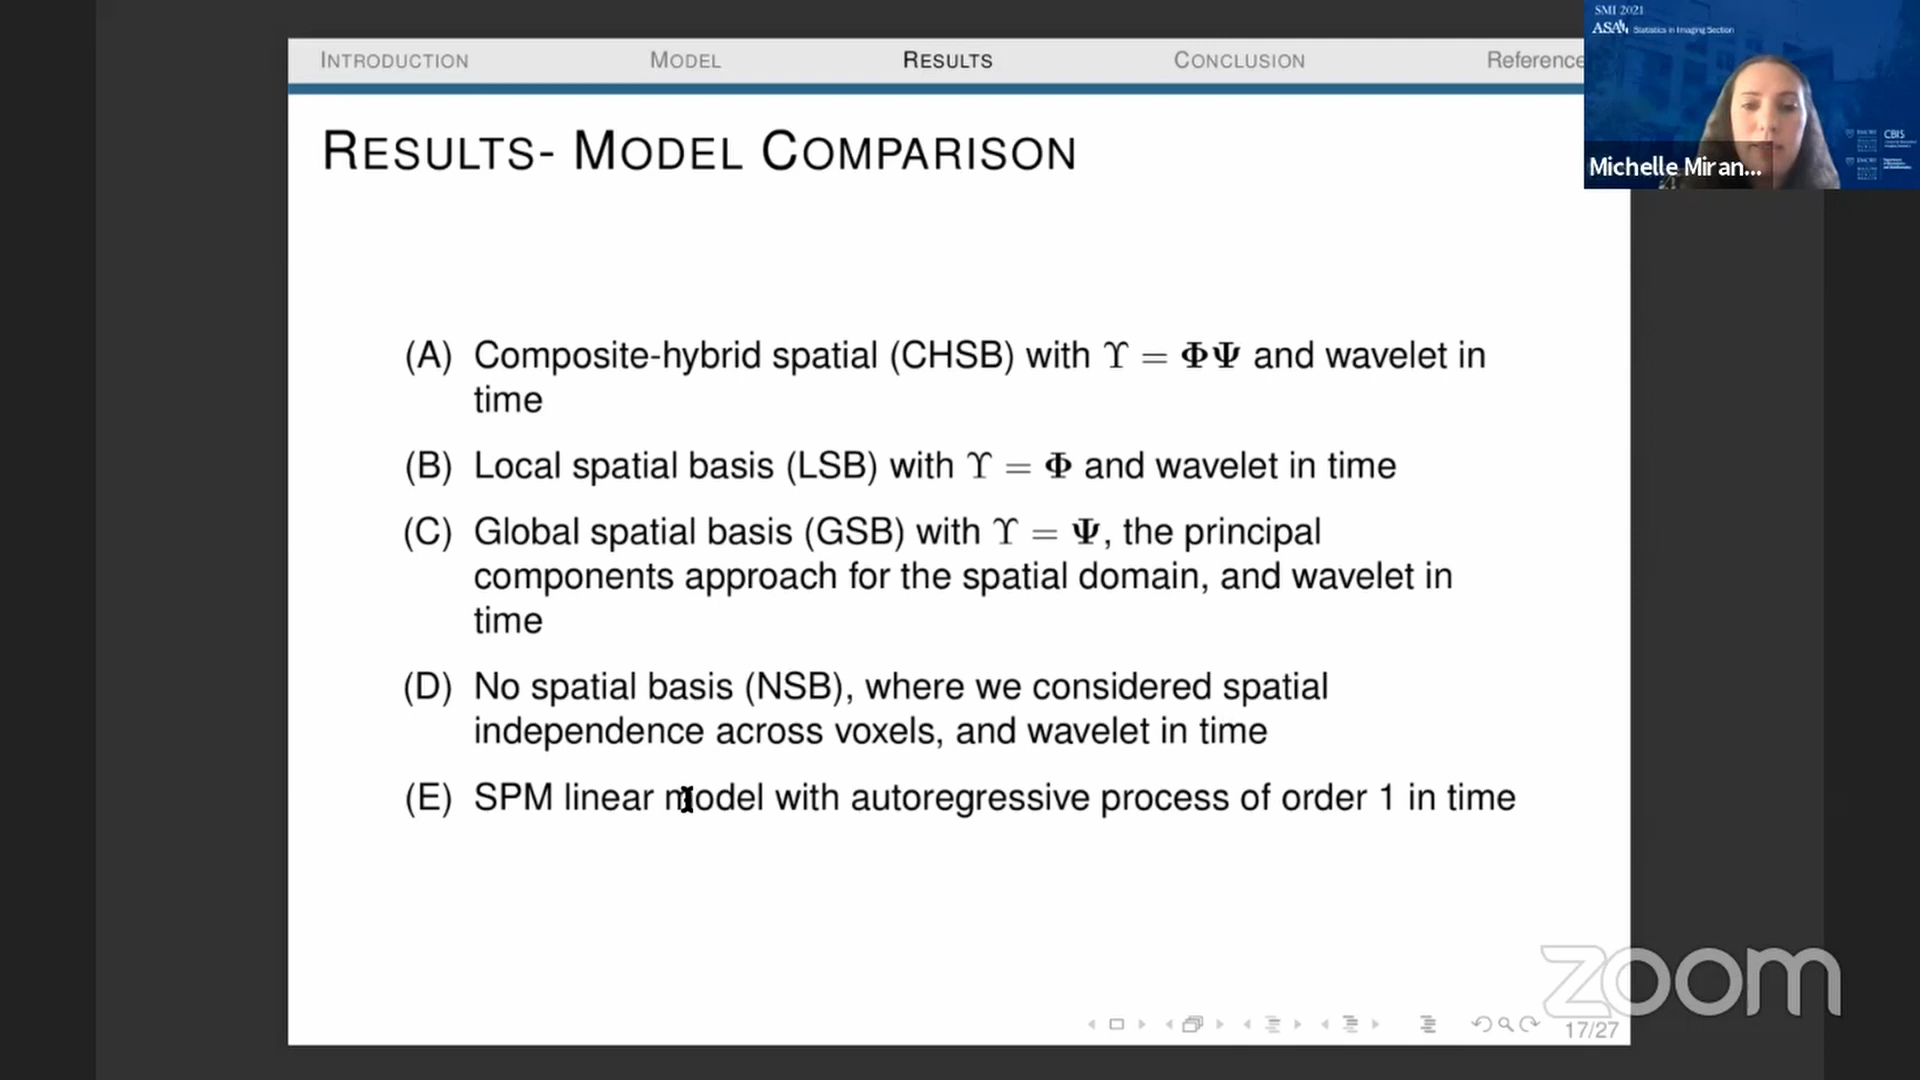 INTRODUCTION MODEL RESULTS CONCLUSION Reference
SMI 2021
ASA Statistics in Imaging Section
CBIS
Michelle Miran...
RESULTS- MODEL COMPARISON
(A) Composite-hybrid spatial (CHSB) with ϒ = ΦΨ and wavelet in
time
(B) Local spatial basis (LSB) with ϒ = Φ and wavelet in time
(C) Global spatial basis (GSB) with ϒ = Ψ, the principal
components approach for the spatial domain, and wavelet in
time
(D) No spatial basis (NSB), where we considered spatial
independence across voxels, and wavelet in time
(E) SPM linear model with autoregressive process of order 1 in time
zoom
17/27